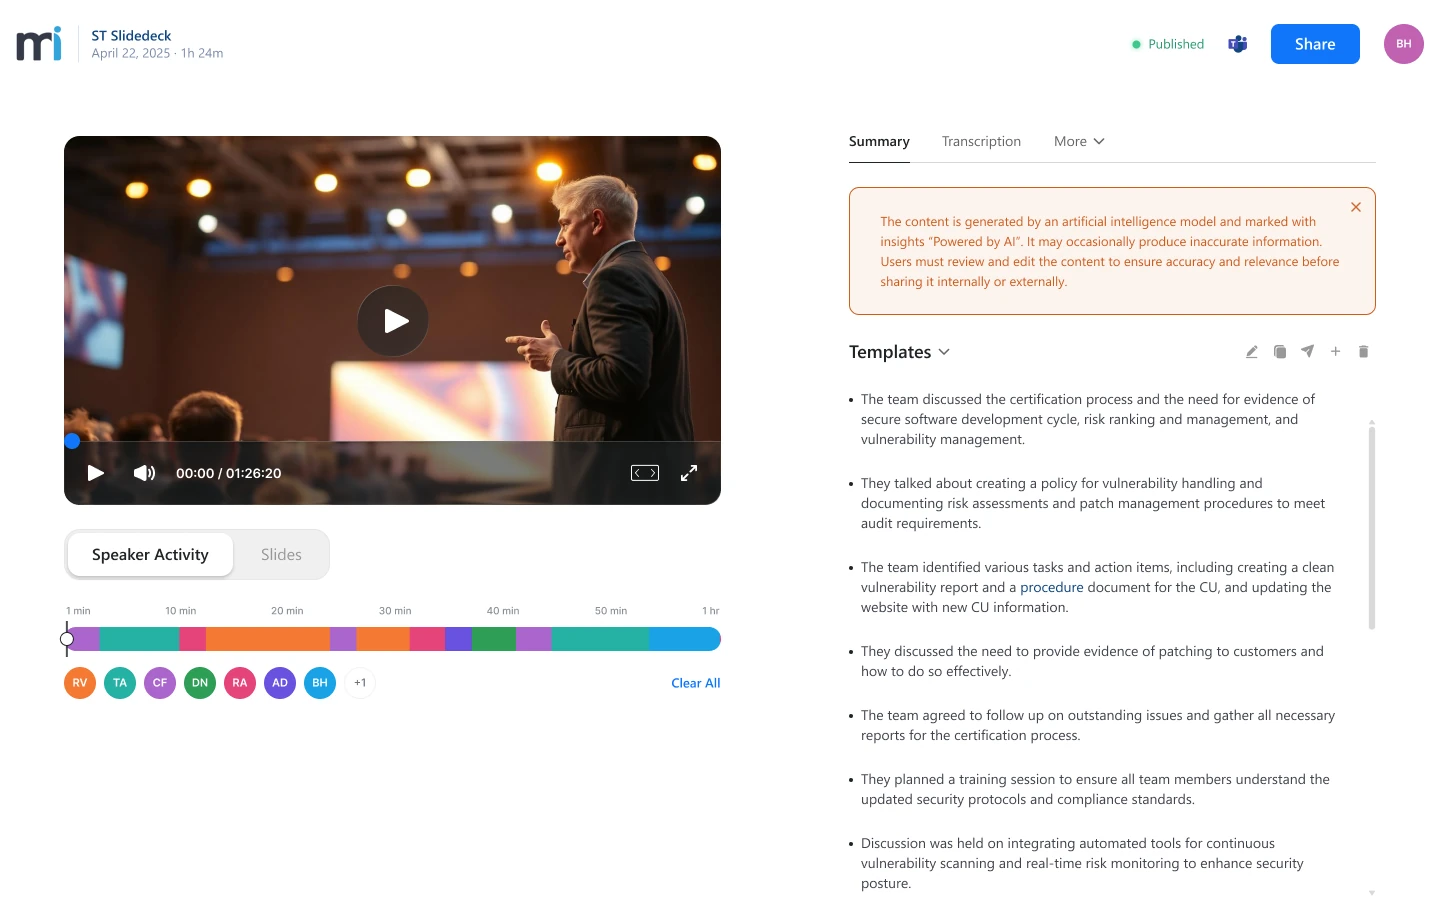 mi
ST Slidedeck
April 22, 2025 · 1h 24m
Published
T
Share
BH
00:00 / 01:26:20
Speaker Activity
Slides
1 min
10 min
20 min
30 min
40 min
50 min
1 hr
RV
TA
CF
DN
RA
AD
BH
+1
Clear All
Summary
Transcription
More
The content is generated by an artificial intelligence model and marked with
insights “Powered by AI”. It may occasionally produce inaccurate information.
Users must review and edit the content to ensure accuracy and relevance before
sharing it internally or externally.
Templates
• The team discussed the certification process and the need for evidence of
secure software development cycle, risk ranking and management, and
vulnerability management.
• They talked about creating a policy for vulnerability handling and
documenting risk assessments and patch management procedures to meet
audit requirements.
• The team identified various tasks and action items, including creating a clean
vulnerability report and a procedure document for the CU, and updating the
website with new CU information.
• They discussed the need to provide evidence of patching to customers and
how to do so effectively.
• The team agreed to follow up on outstanding issues and gather all necessary
reports for the certification process.
• They planned a training session to ensure all team members understand the
updated security protocols and compliance standards.
• Discussion was held on integrating automated tools for continuous
vulnerability scanning and real-time risk monitoring to enhance security
posture.